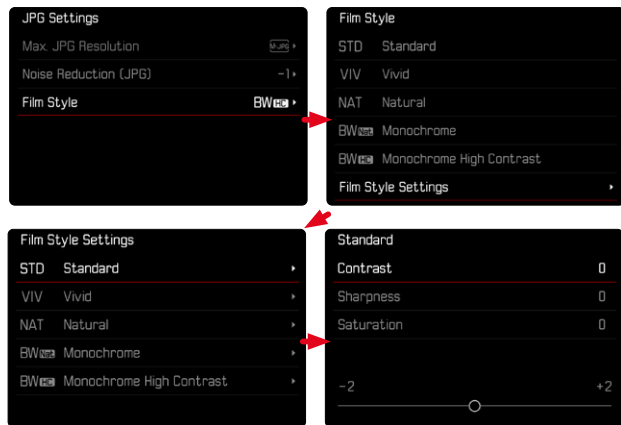 JPG Settings
Max. JPG Resolution M-JPG
Noise Reduction (JPG) -1
Film Style BW HC
Film Style
STD Standard
VIV Vivid
NAT Natural
BW Nat Monochrome
BW HC Monochrome High Contrast
Film Style Settings
Film Style Settings
STD Standard
VIV Vivid
NAT Natural
BW Nat Monochrome
BW HC Monochrome High Contrast
Standard
Contrast 0
Sharpness 0
Saturation 0
-2 +2